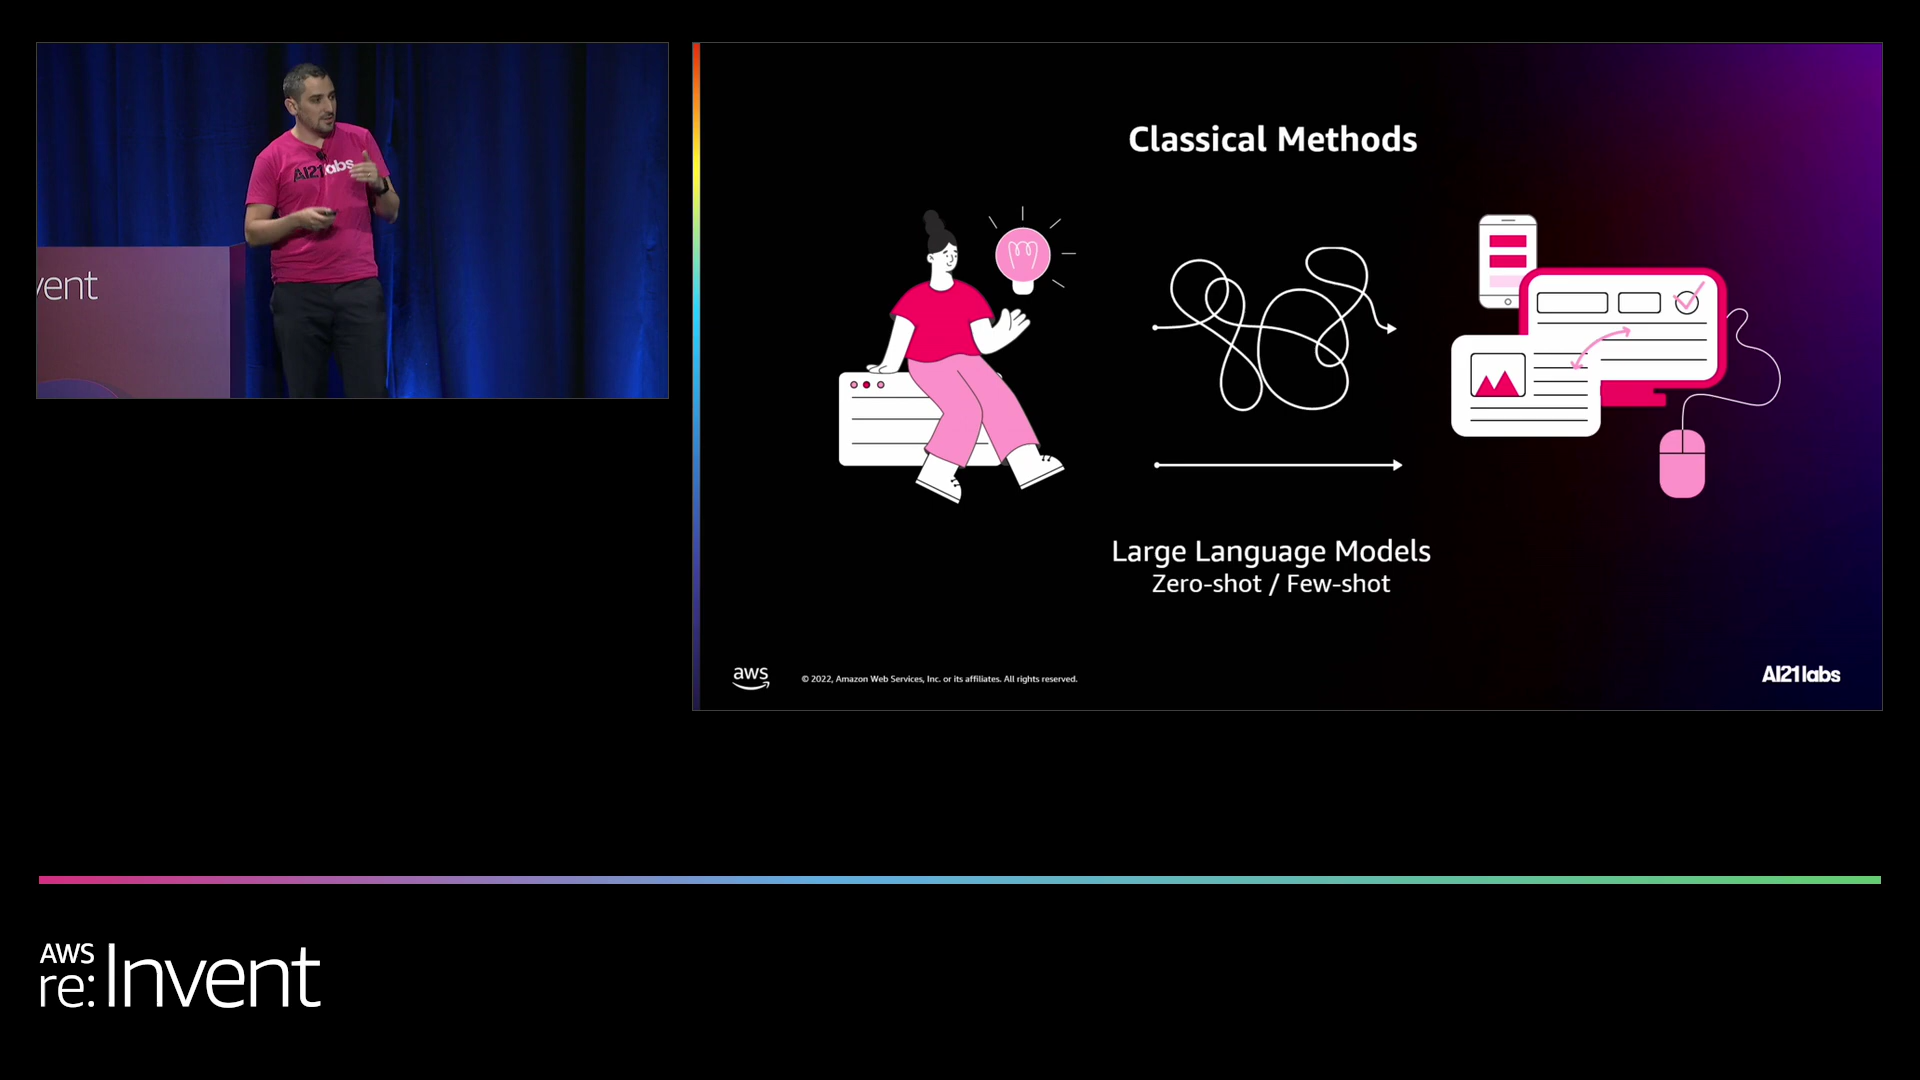 AI21labs
vent
Classical Methods
Large Language Models
Zero-shot / Few-shot
aws
© 2022, Amazon Web Services, Inc. or its affiliates. All rights reserved.
AI21labs
AWS
re:Invent